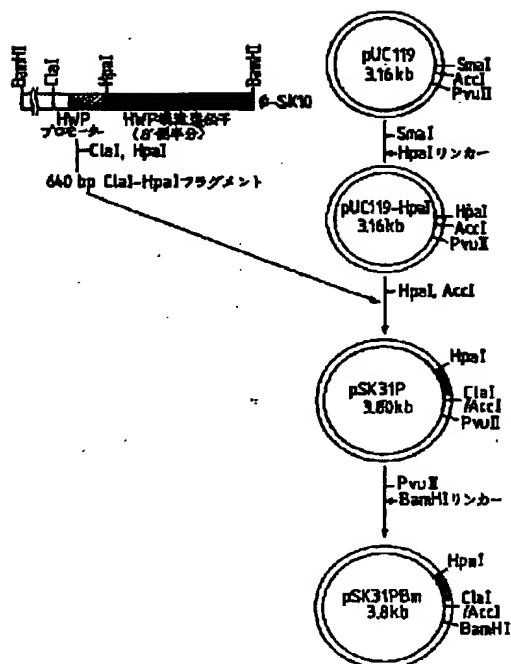 BamHI
ClaI
HpaI
BamHI
φ-SK10
HWP
プロモーター
HWP構造遺伝子
(5'側半分)
ClaI, HpaI
640 bp ClaI-HpaIフラグメント
pUC119
3.16kb
SmaI
AccI
PvuII
SmaI
HpaIリンカー
pUC119-HpaI
3.16kb
HpaI
AccI
PvuII
HpaI, AccI
pSK31P
3.80kb
HpaI
ClaI
/AccI
PvuII
PvuII
BamHIリンカー
pSK31PBm
3.8kb
HpaI
ClaI
/AccI
BamHI